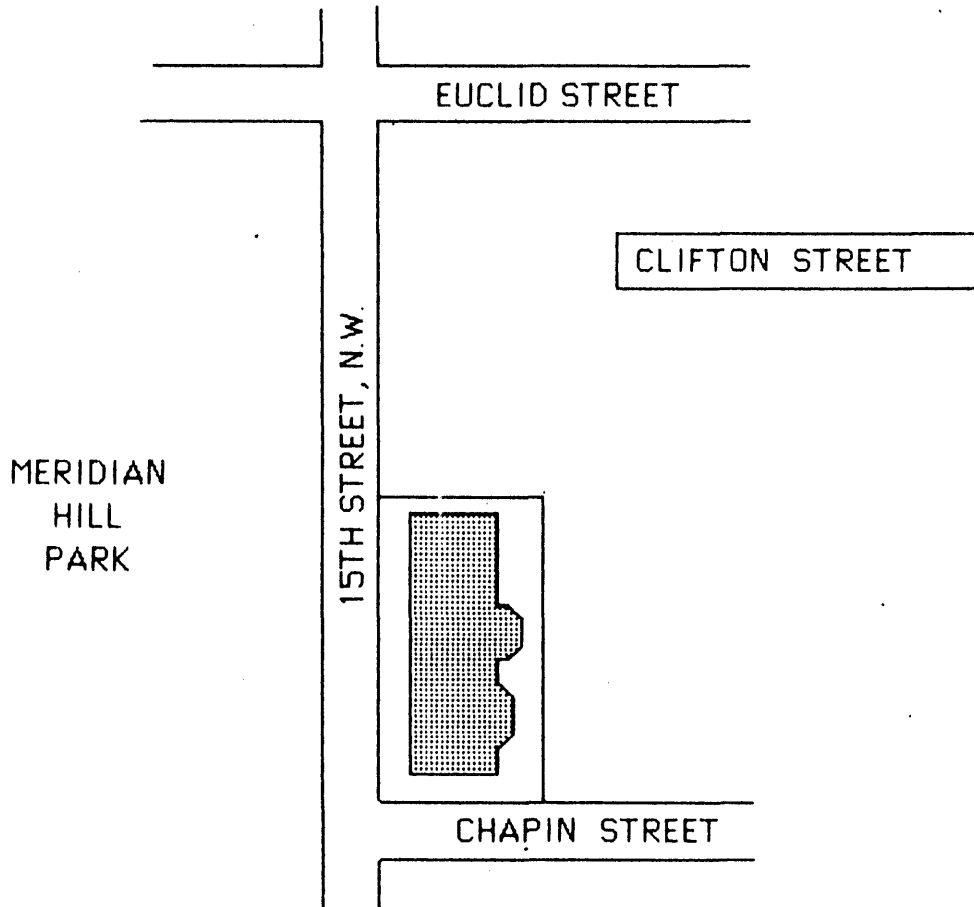 EUCLID STREET
CLIFTON STREET
15TH STREET, N.W.
MERIDIAN
HILL
PARK
CHAPIN STREET